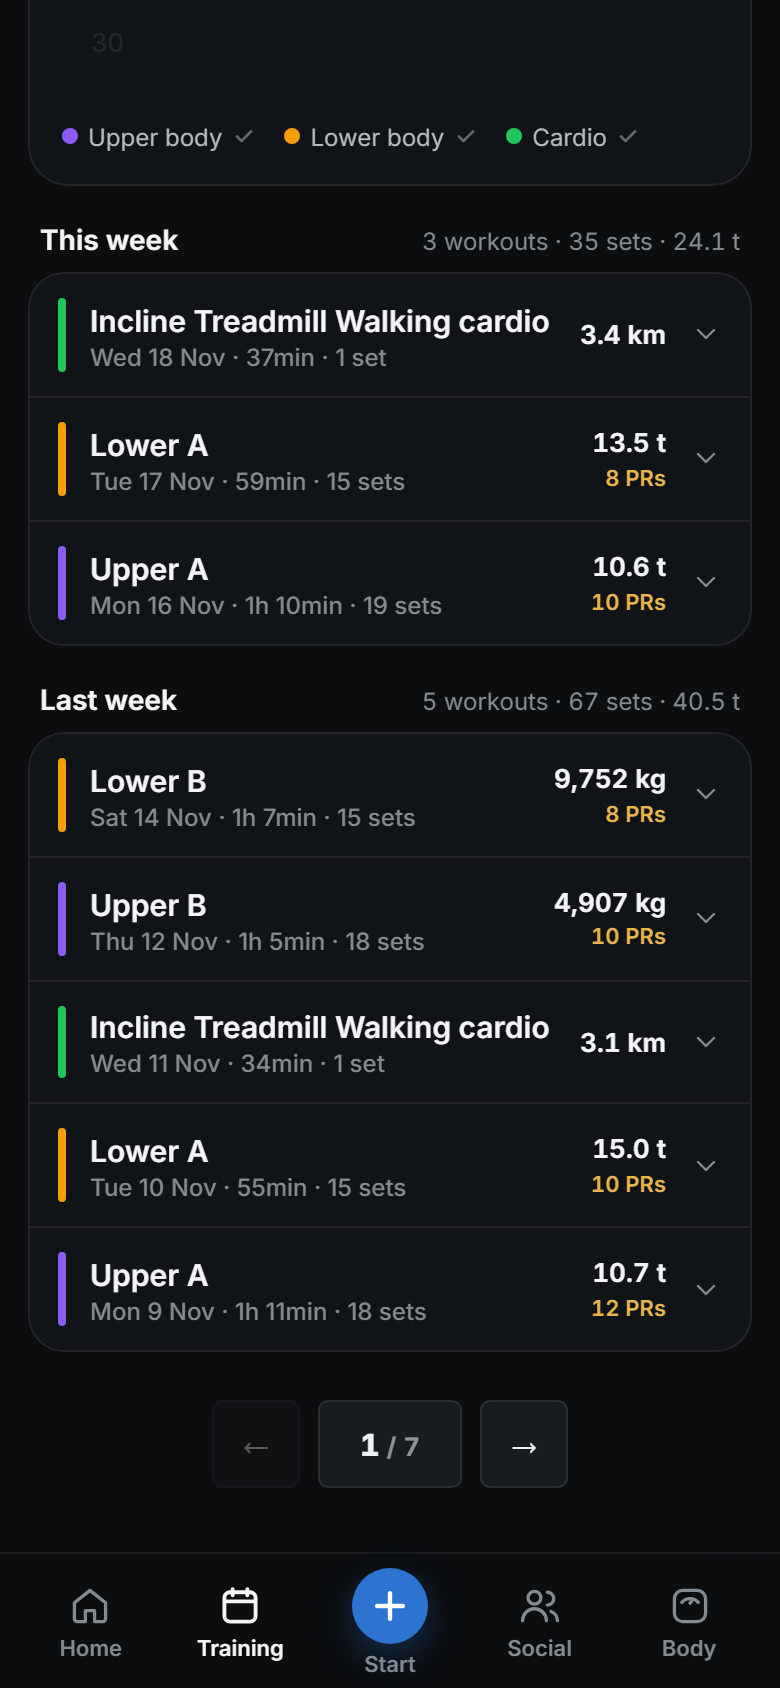 30
Upper body ✓ Lower body ✓ Cardio ✓
This week 3 workouts · 35 sets · 24.1 t
Incline Treadmill Walking cardio 3.4 km
Wed 18 Nov · 37min · 1 set
Lower A 13.5 t
Tue 17 Nov · 59min · 15 sets 8 PRs
Upper A 10.6 t
Mon 16 Nov · 1h 10min · 19 sets 10 PRs
Last week 5 workouts · 67 sets · 40.5 t
Lower B 9,752 kg
Sat 14 Nov · 1h 7min · 15 sets 8 PRs
Upper B 4,907 kg
Thu 12 Nov · 1h 5min · 18 sets 10 PRs
Incline Treadmill Walking cardio 3.1 km
Wed 11 Nov · 34min · 1 set
Lower A 15.0 t
Tue 10 Nov · 55min · 15 sets 10 PRs
Upper A 10.7 t
Mon 9 Nov · 1h 11min · 18 sets 12 PRs
← 1 / 7 →
Home Training Start Social Body